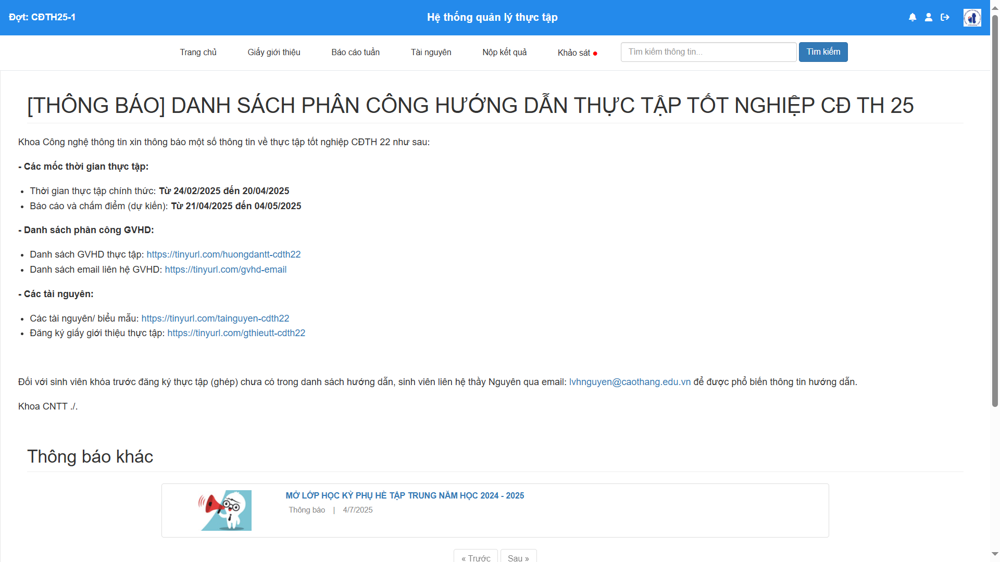 Đợt: CĐTH25-1
Hệ thống quản lý thực tập
Trang chủ
Giấy giới thiệu
Báo cáo tuần
Tài nguyên
Nộp kết quả
Khảo sát
Tìm kiếm thông tin...
Tìm kiếm
[THÔNG BÁO] DANH SÁCH PHÂN CÔNG HƯỚNG DẪN THỰC TẬP TỐT NGHIỆP CĐ TH 25
Khoa Công nghệ thông tin xin thông báo một số thông tin về thực tập tốt nghiệp CĐTH 22 như sau:
- Các mốc thời gian thực tập:
• Thời gian thực tập chính thức: Từ 24/02/2025 đến 20/04/2025
• Báo cáo và chấm điểm (dự kiến): Từ 21/04/2025 đến 04/05/2025
- Danh sách phân công GVHD:
• Danh sách GVHD thực tập: https://tinyurl.com/huongdantt-cdth22
• Danh sách email liên hệ GVHD: https://tinyurl.com/gvhd-email
- Các tài nguyên:
• Các tài nguyên/ biểu mẫu: https://tinyurl.com/tainguyen-cdth22
• Đăng ký giấy giới thiệu thực tập: https://tinyurl.com/gthieutt-cdth22
Đối với sinh viên khóa trước đăng ký thực tập (ghép) chưa có trong danh sách hướng dẫn, sinh viên liên hệ thầy Nguyên qua email: lvhnguyen@caothang.edu.vn để được phổ biến thông tin hướng dẫn.
Khoa CNTT ./.
Thông báo khác
MỞ LỚP HỌC KỲ PHỤ HÈ TẬP TRUNG NĂM HỌC 2024 - 2025
Thông báo | 4/7/2025
« Trước
Sau »